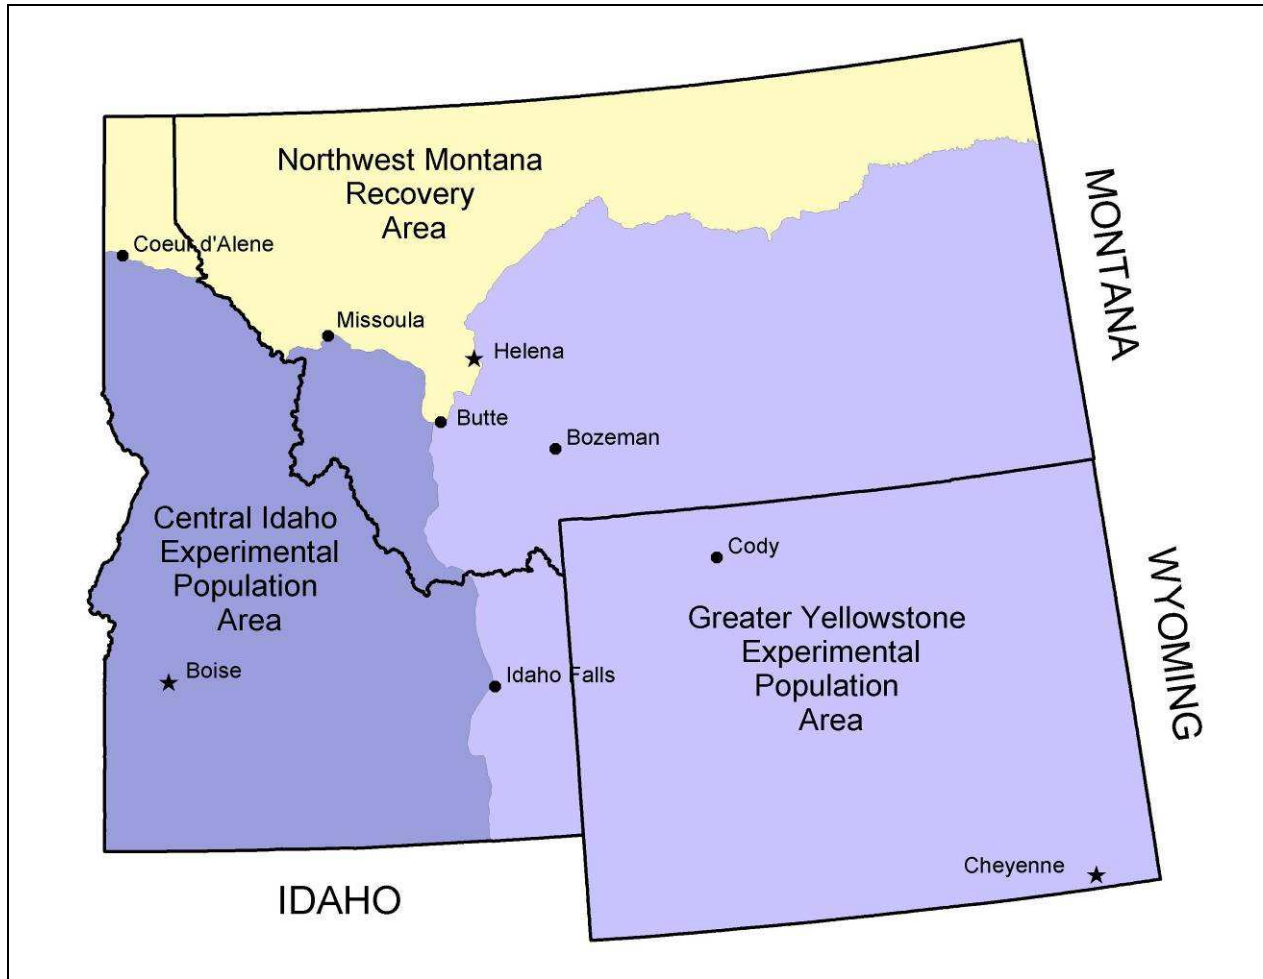 Northwest Montana
Recovery
Area
MONTANA
Coeur d'Alene
Missoula
Helena
Butte
Bozeman
Central Idaho
Experimental
Population
Area
Cody
WYOMING
Greater Yellowstone
Experimental
Population
Area
Boise
Idaho Falls
Cheyenne
IDAHO